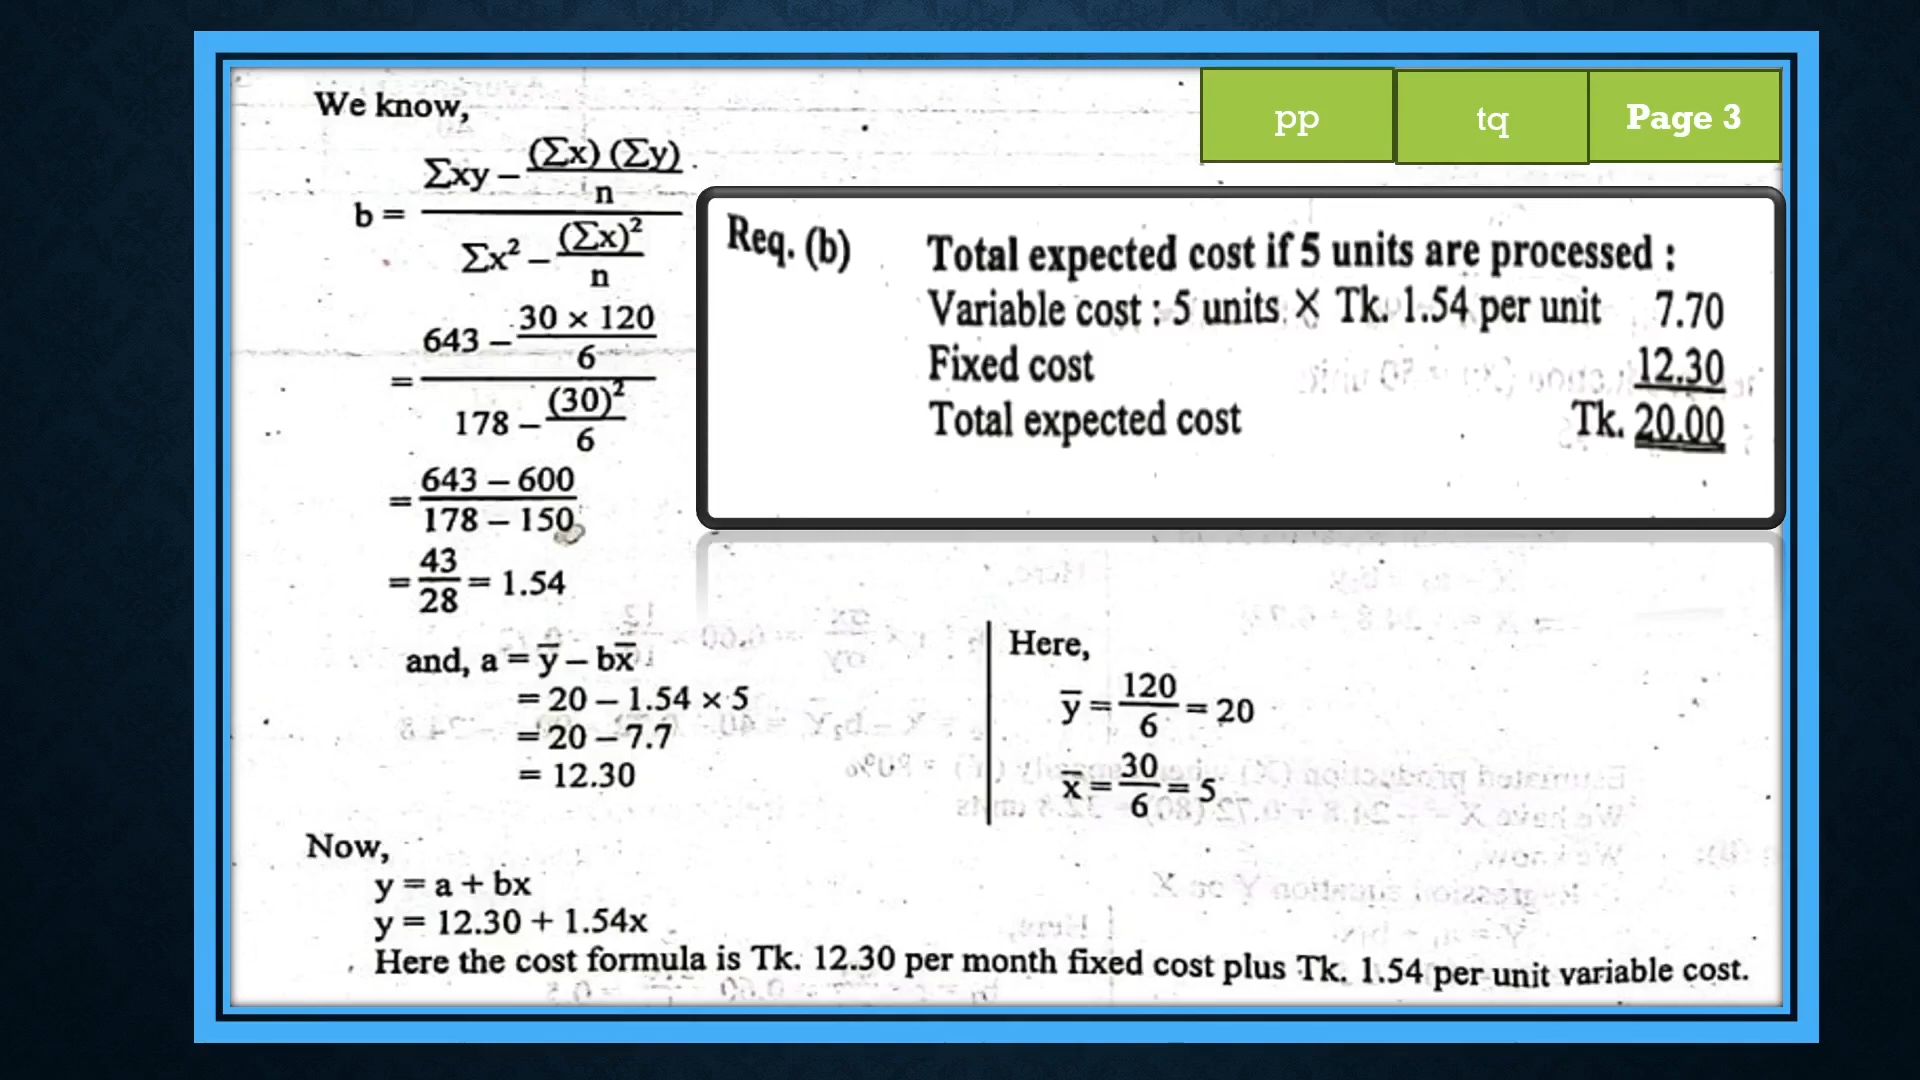 pp
tq
Page 3
We know,
b = (Σxy – (Σx) (Σy) / n) / (Σx² – (Σx)² / n)
= (643 – 30 × 120 / 6) / (178 – (30)² / 6)
= 643 – 600 / 178 – 150
= 43 / 28 = 1.54
and, a = y̅ – bx̅
= 20 – 1.54 × 5
= 20 – 7.7
= 12.30
Here,
y̅ = 120 / 6 = 20
x̅ = 30 / 6 = 5
Now,
y = a + bx
y = 12.30 + 1.54x
Here the cost formula is Tk. 12.30 per month fixed cost plus Tk. 1.54 per unit variable cost.
Req. (b) Total expected cost if 5 units are processed :
Variable cost : 5 units × Tk. 1.54 per unit 7.70
Fixed cost 12.30
Total expected cost Tk. 20.00